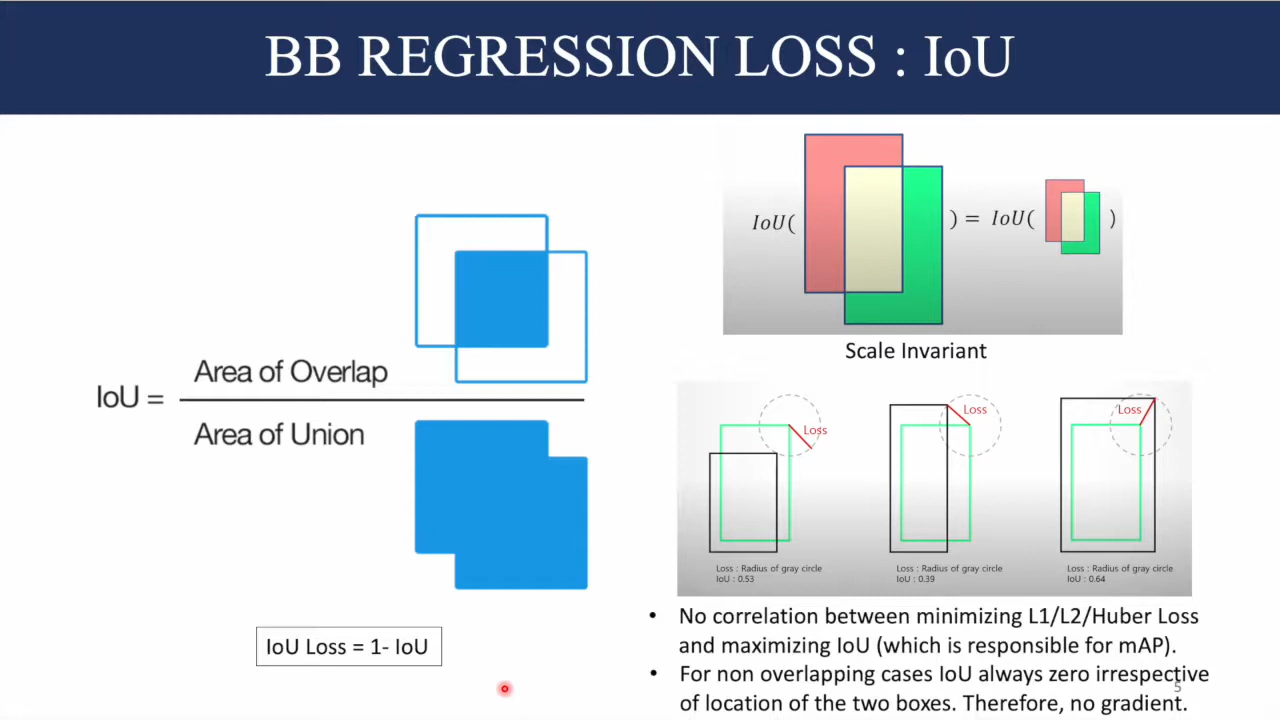 BB REGRESSION LOSS : IoU
IoU =
Area of Overlap
Area of Union
IoU Loss = 1- IoU
IoU(
) = IoU(
)
Scale Invariant
Loss
Loss
Loss
Loss : Radius of gray circle
IoU : 0.53
Loss : Radius of gray circle
IoU : 0.39
Loss : Radius of gray circle
IoU : 0.64
• No correlation between minimizing L1/L2/Huber Loss
and maximizing IoU (which is responsible for mAP).
• For non overlapping cases IoU always zero irrespective
of location of the two boxes. Therefore, no gradient.
5